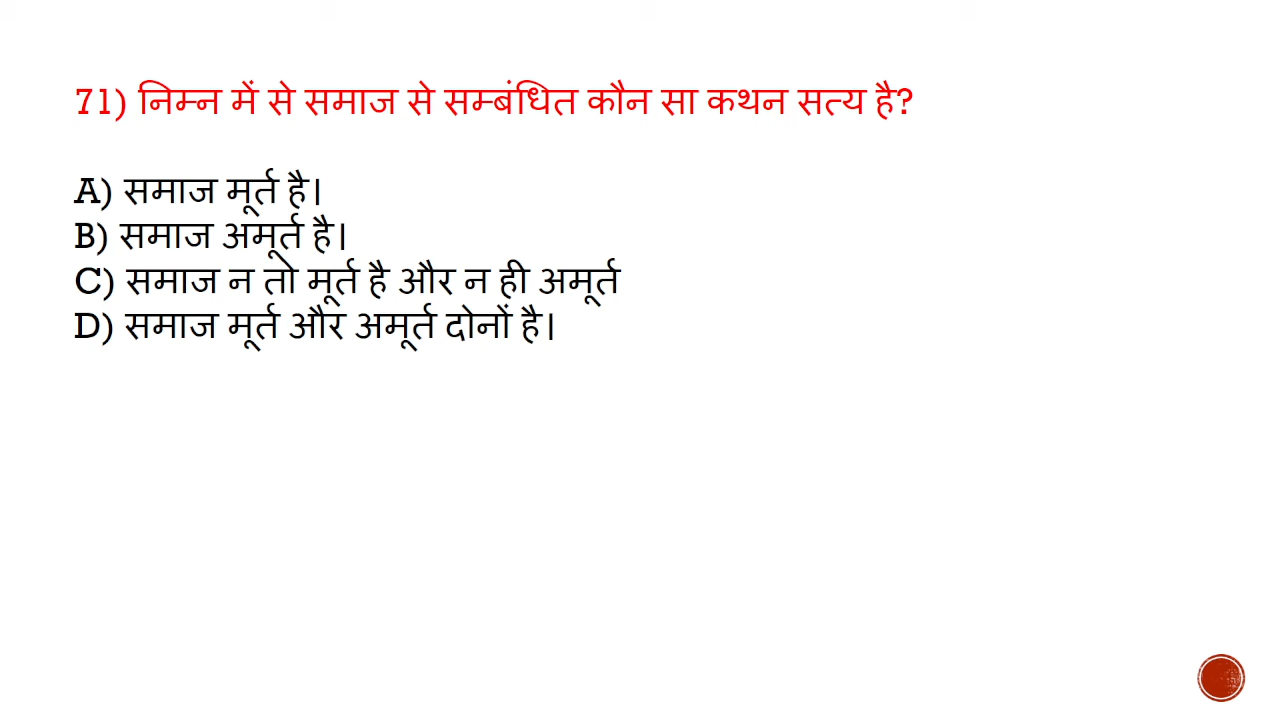 71) निम्न में से समाज से सम्बंधित कौन सा कथन सत्य है?
A) समाज मूर्त है।
B) समाज अमूर्त है।
C) समाज न तो मूर्त है और न ही अमूर्त
D) समाज मूर्त और अमूर्त दोनों है।